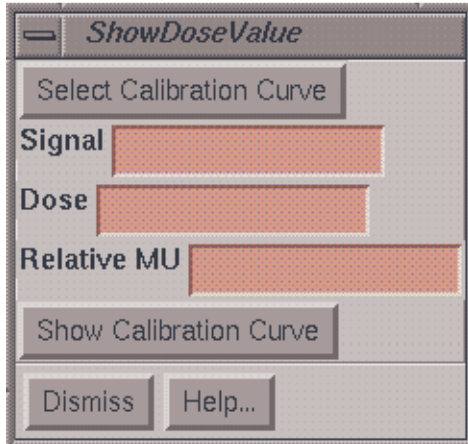 ShowDoseValue
Select Calibration Curve
Signal
Dose
Relative MU
Show Calibration Curve
Dismiss Help...